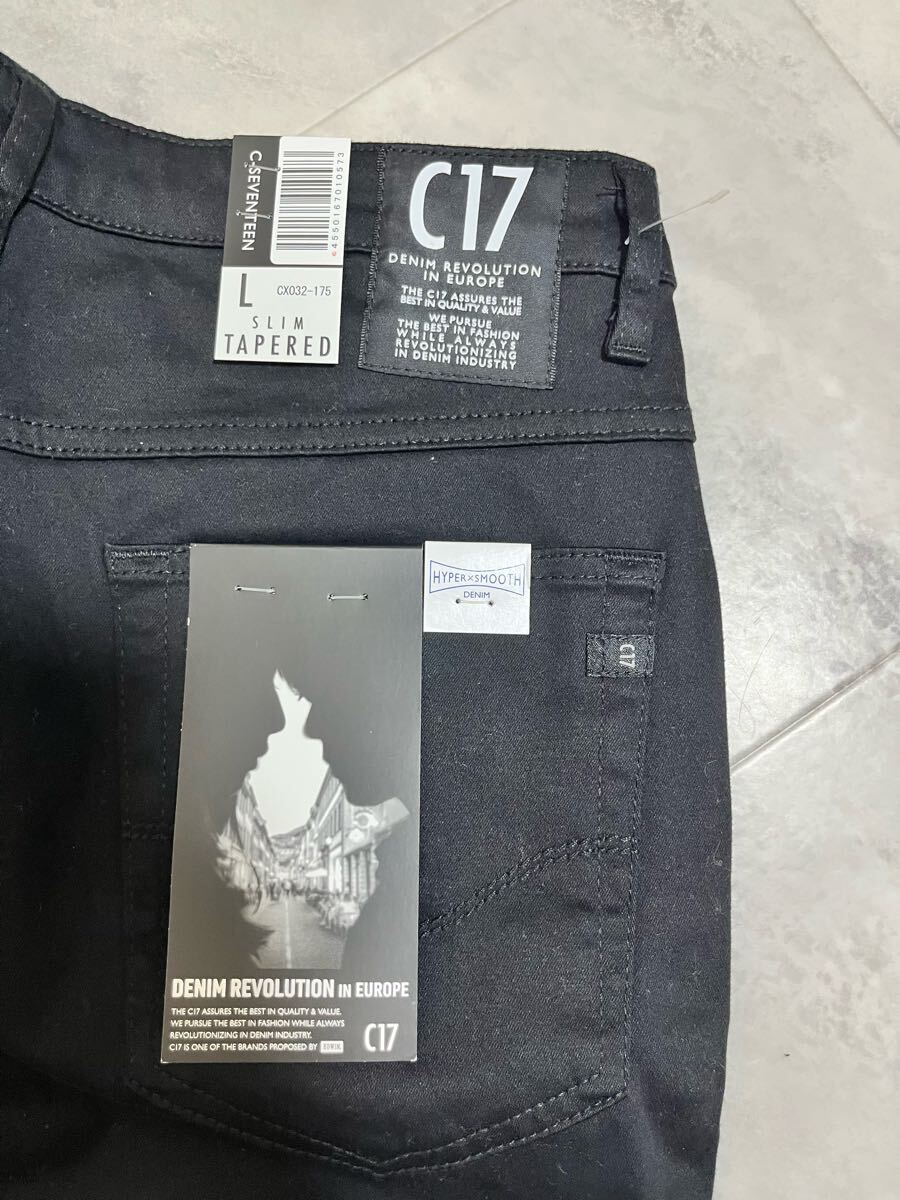 C-SEVENTEEN
6455016701057 3
L CX032-175
SLIM
TAPERED
C17
DENIM REVOLUTION
IN EUROPE
THE C17 ASSURES THE
BEST IN QUALITY & VALUE
WE PURSUE
THE BEST IN FASHION
WHILE ALWAYS
REVOLUTIONIZING
IN DENIM INDUSTRY
HYPER×SMOOTH
DENIM
C17
DENIM REVOLUTION IN EUROPE
THE C17 ASSURES THE BEST IN QUALITY & VALUE.
WE PURSUE THE BEST IN FASHION WHILE ALWAYS
REVOLUTIONIZING IN DENIM INDUSTRY.
C17 IS ONE OF THE BRANDS PROPOSED BY EDWIN.
C17